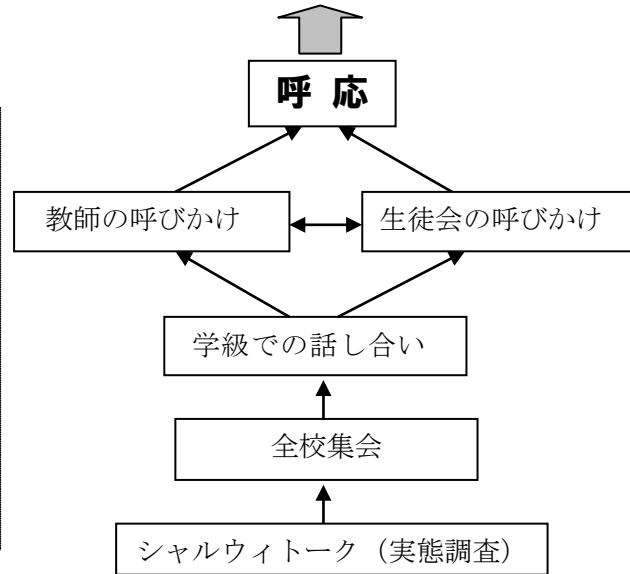 呼 応
教師の呼びかけ
生徒会の呼びかけ
学級での話し合い
全校集会
シャルウィトーク（実態調査）